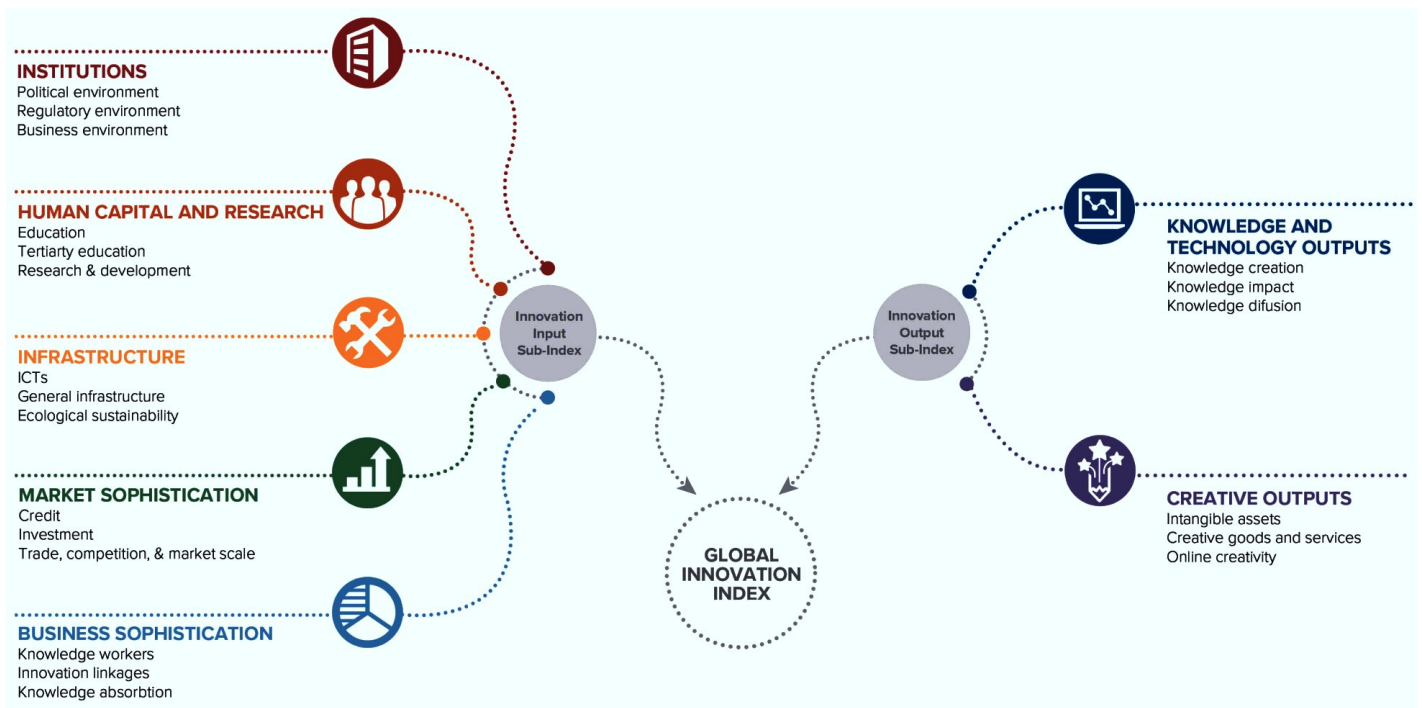 INSTITUTIONS
Political environment
Regulatory environment
Business environment
HUMAN CAPITAL AND RESEARCH
Education
Tertiarty education
Research & development
INFRASTRUCTURE
ICTs
General infrastructure
Ecological sustainability
MARKET SOPHISTICATION
Credit
Investment
Trade, competition, & market scale
BUSINESS SOPHISTICATION
Knowledge workers
Innovation linkages
Knowledge absorbtion
Innovation
Input
Sub-Index
GLOBAL
INNOVATION
INDEX
Innovation
Output
Sub-Index
KNOWLEDGE AND
TECHNOLOGY OUTPUTS
Knowledge creation
Knowledge impact
Knowledge difusion
CREATIVE OUTPUTS
Intangible assets
Creative goods and services
Online creativity